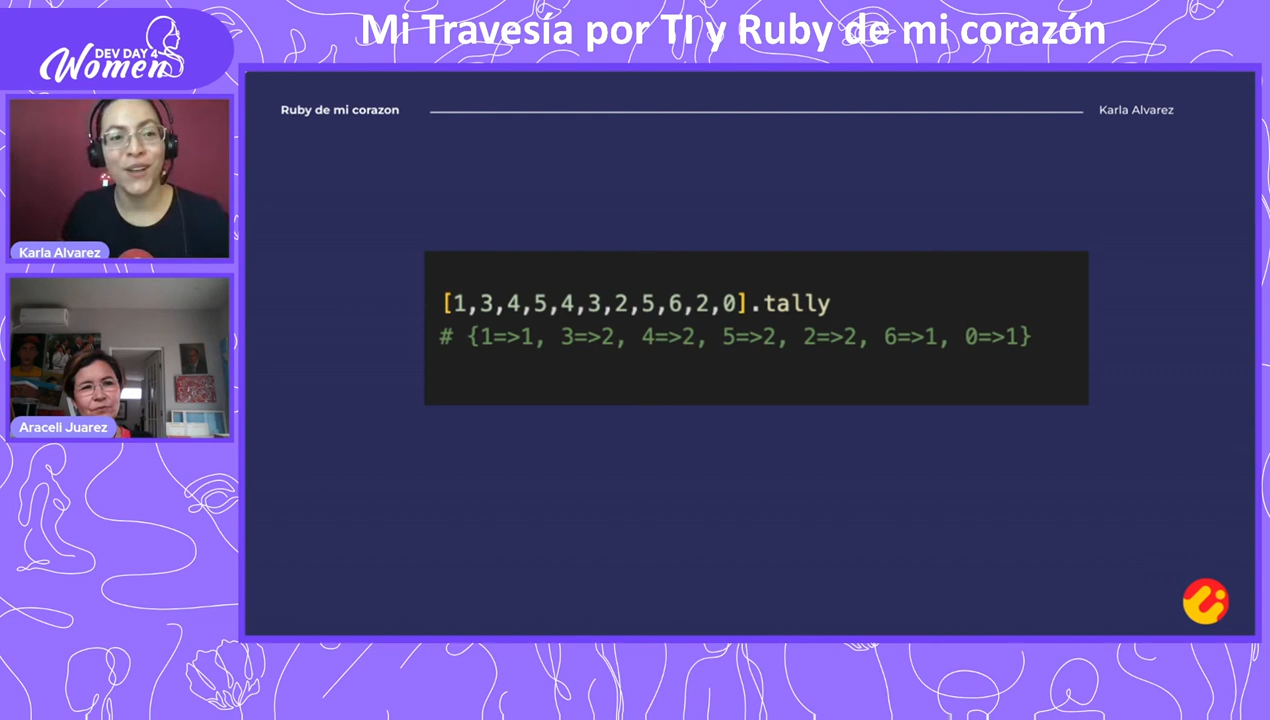 Mi Travesía por TI y Ruby de mi corazón
DEV DAY 4
Women
Ruby de mi corazon
Karla Alvarez
Karla Alvarez
[1,3,4,5,4,3,2,5,6,2,0].tally
# {1=>1, 3=>2, 4=>2, 5=>2, 2=>2, 6=>1, 0=>1}
Araceli Juarez